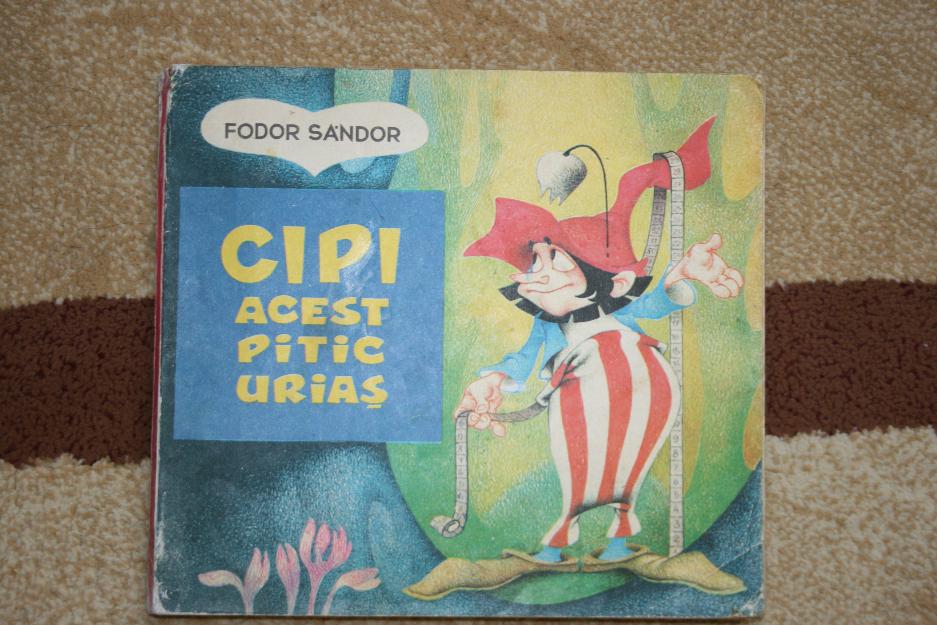 FODOR SÁNDOR
CIPI
ACEST
PiTiC
URiAȘ